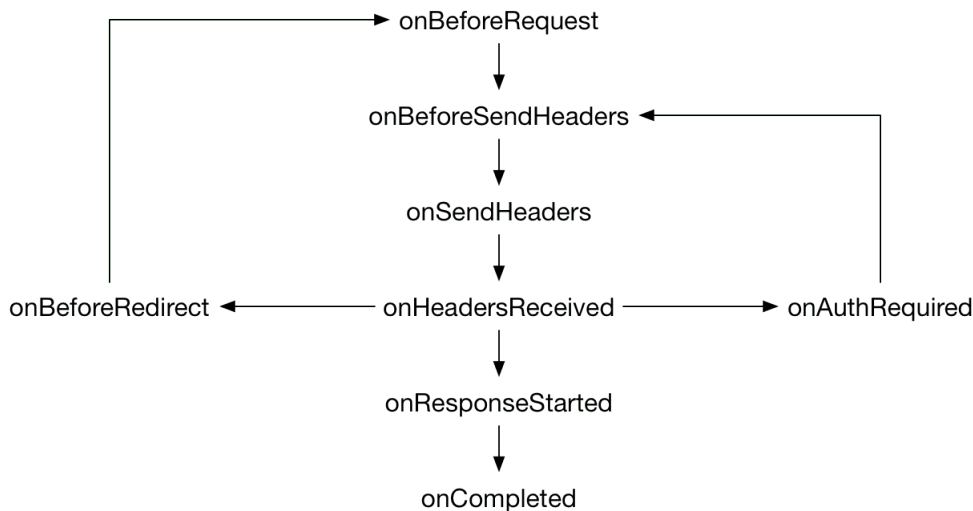 onBeforeRequest
onBeforeSendHeaders
onSendHeaders
onBeforeRedirect
onHeadersReceived
onAuthRequired
onResponseStarted
onCompleted